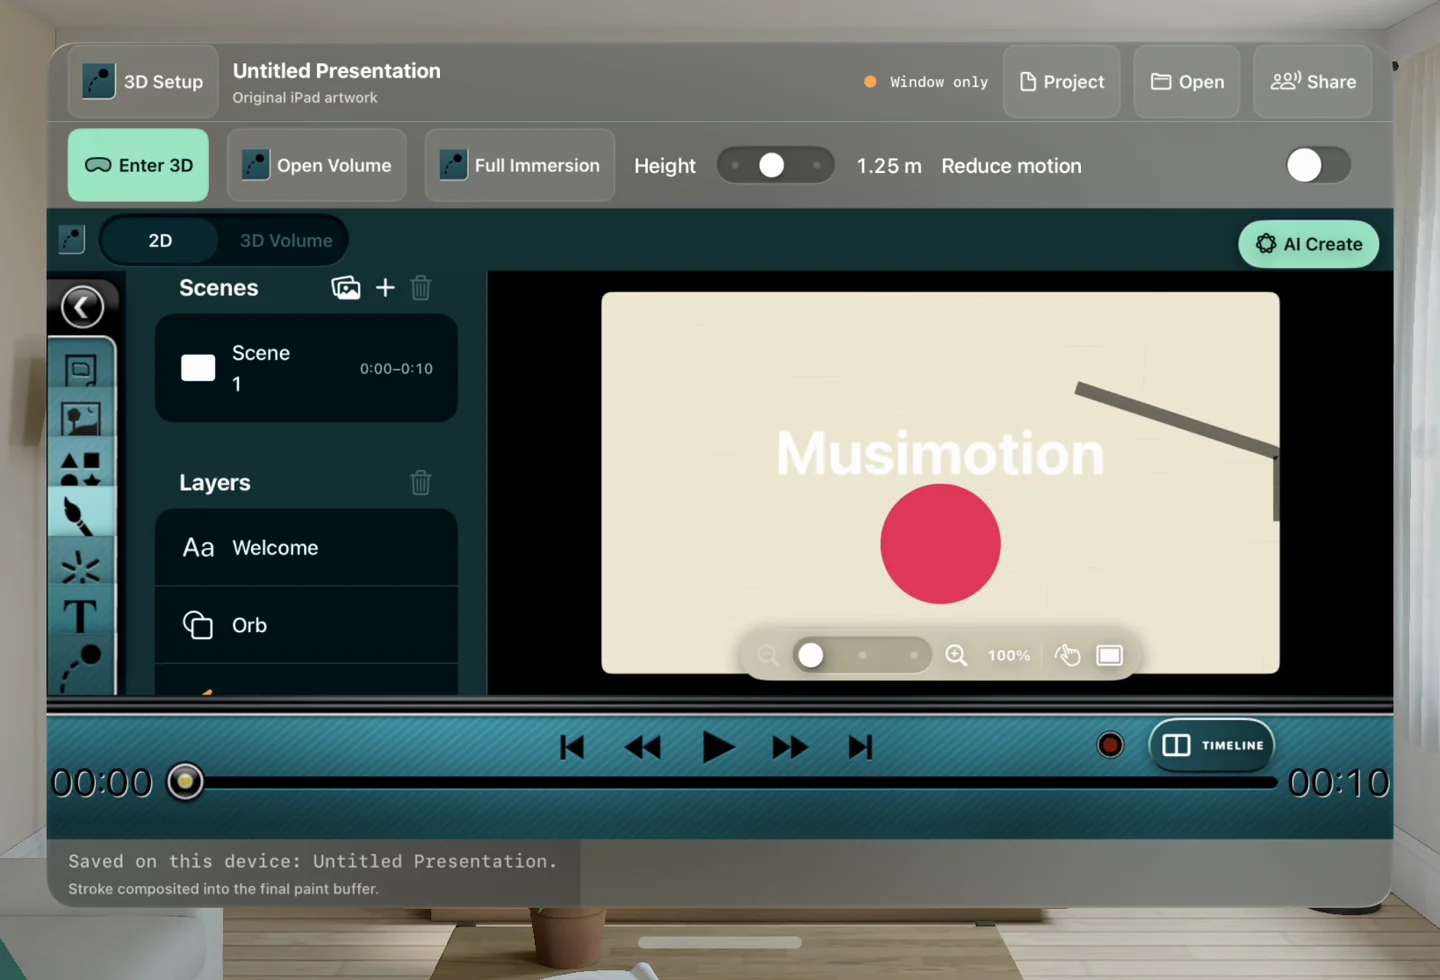 3D Setup
Untitled Presentation
Original iPad artwork
Window only
Project
Open
Share
Enter 3D
Open Volume
Full Immersion
Height
1.25 m
Reduce motion
2D
3D Volume
AI Create
Scenes
Scene
1
0:00–0:10
Layers
Aa
Welcome
Orb
T
Musimotion
100%
TIMELINE
00:00
00:10
Saved on this device: Untitled Presentation.
Stroke composited into the final paint buffer.